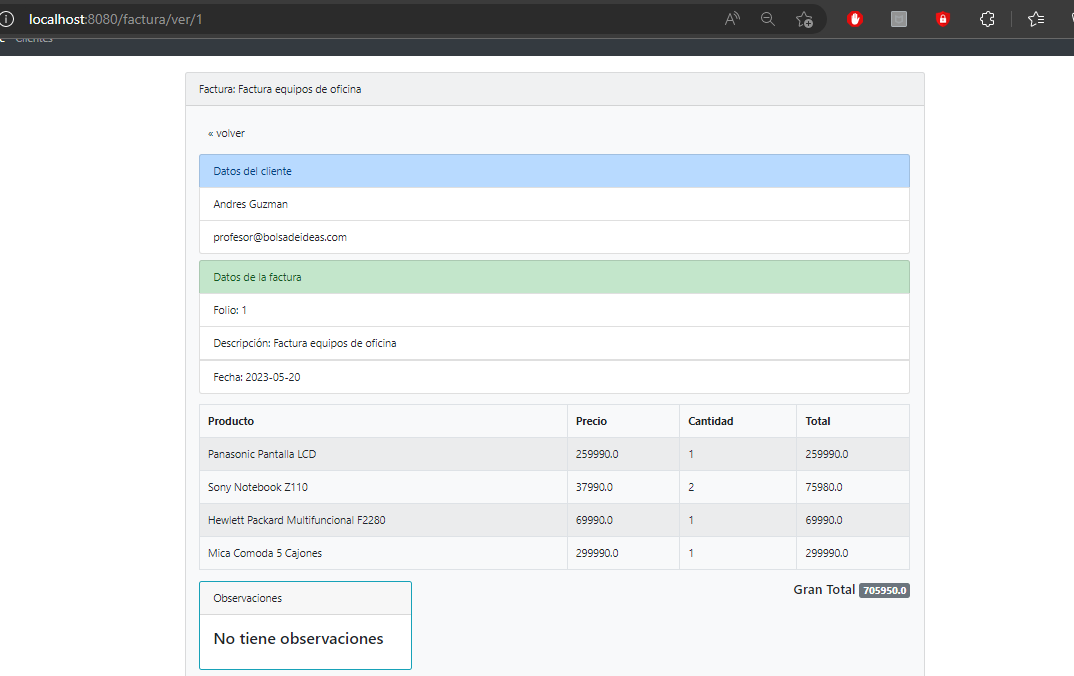 localhost:8080/factura/ver/1
Clientes
Factura: Factura equipos de oficina
« volver
Datos del cliente
Andres Guzman
profesor@bolsadeideas.com
Datos de la factura
Folio: 1
Descripción: Factura equipos de oficina
Fecha: 2023-05-20
Producto Precio Cantidad Total
Panasonic Pantalla LCD 259990.0 1 259990.0
Sony Notebook Z110 37990.0 2 75980.0
Hewlett Packard Multifuncional F2280 69990.0 1 69990.0
Mica Comoda 5 Cajones 299990.0 1 299990.0
Gran Total 705950.0
Observaciones
No tiene observaciones